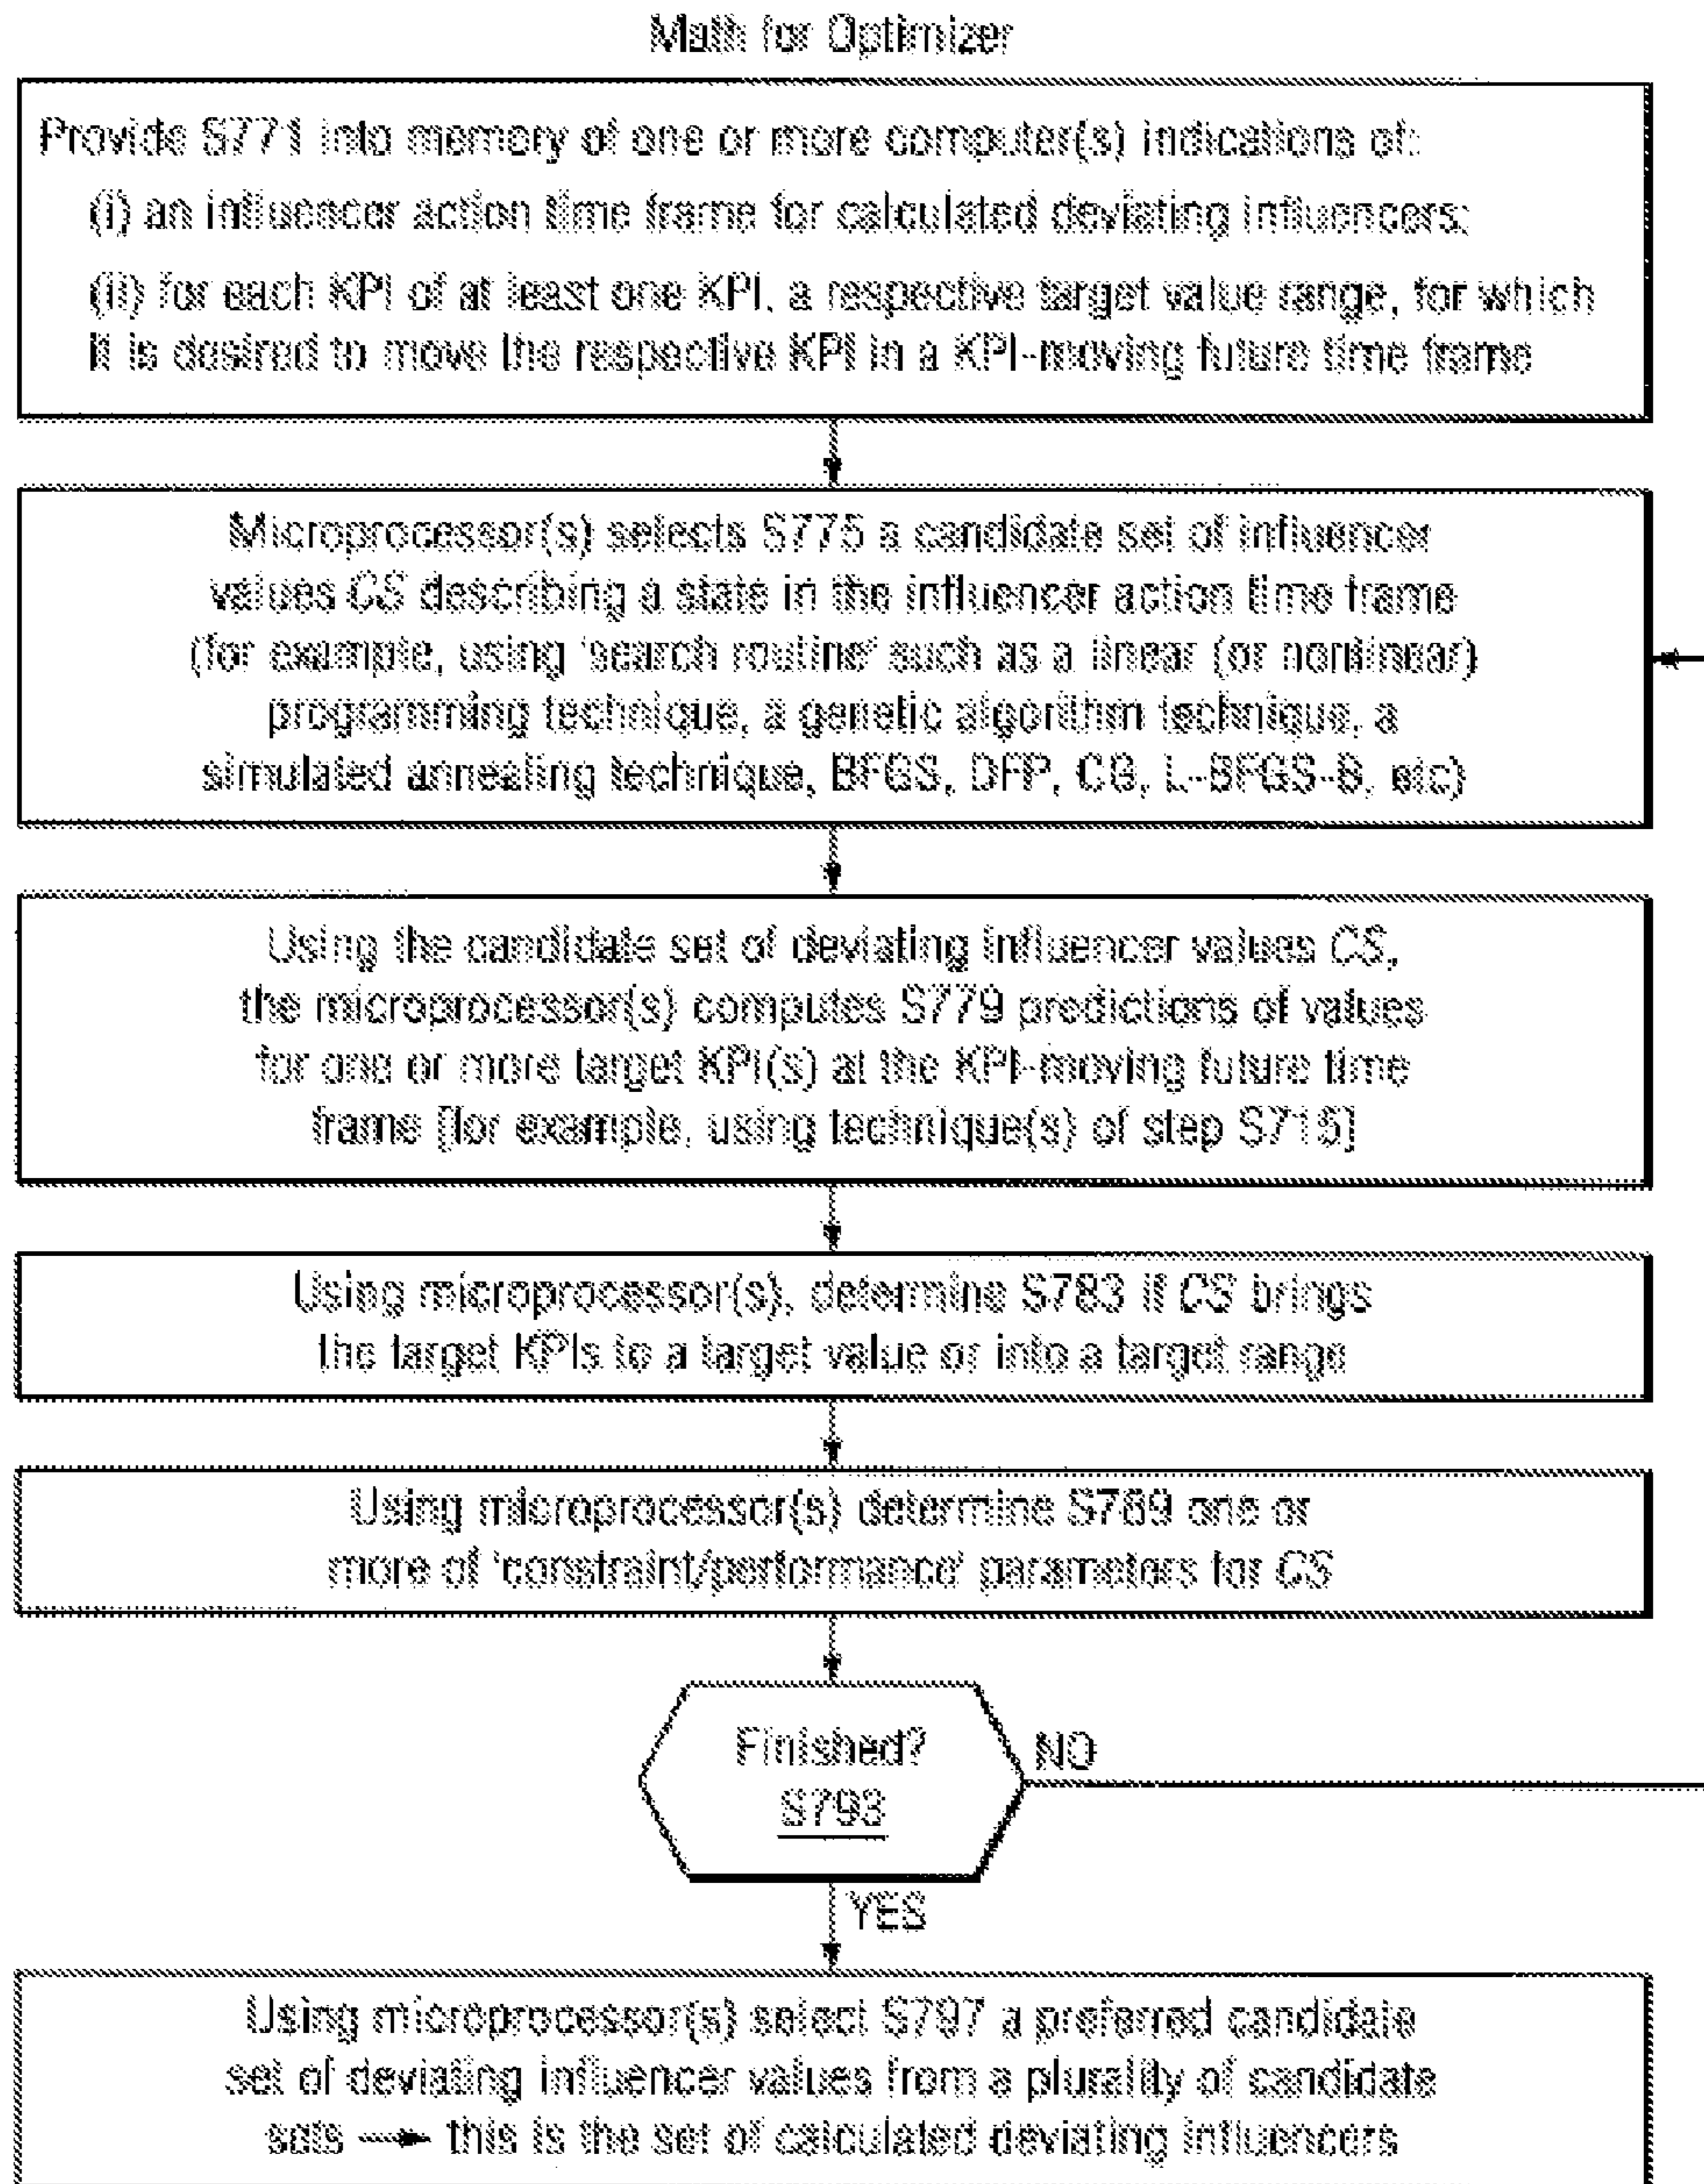 Math for Optimizer
Provide S771 into memory of one or more computer(s) indications of:
(i) an influencer action time frame for calculated deviating influencers;
(ii) for each KPI of at least one KPI, a respective target value range, for which
it is desired to move the respective KPI in a KPI-moving future time frame
Microprocessor(s) selects S775 a candidate set of influencer
values CS describing a state in the influencer action time frame
(for example, using 'search routine' such as a linear (or nonlinear)
programming technique, a genetic algorithm technique, a
simulated annealing technique, BFGS, DFP, CG, L-BFGS-B, etc)
Using the candidate set of deviating influencer values CS,
the microprocessor(s) computes S779 predictions of values
for one or more target KPI(s) at the KPI-moving future time
frame [for example, using technique(s) of step S715]
Using microprocessor(s), determine S783 if CS brings
the target KPIs to a target value or into a target range
Using microprocessor(s) determine S789 one or
more of 'constraint/performance' parameters for CS
Finished?
S793
NO
YES
Using microprocessor(s) select S797 a preferred candidate
set of deviating influencer values from a plurality of candidate
sets → this is the set of calculated deviating influencers